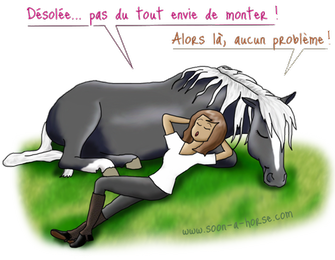 Désolée... pas du tout envie de monter !
Alors là, aucun problème !
www.soon-a-horse.com